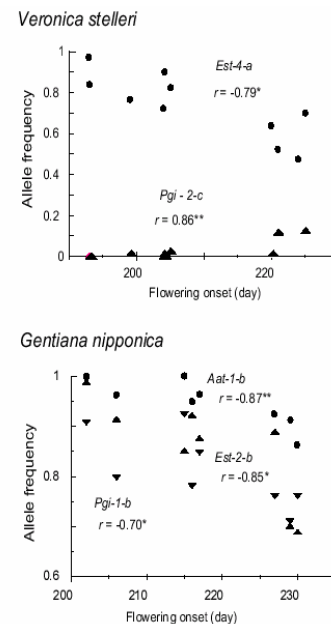 Veronica stelleri
1
0.8
0.6
0.4
0.2
0
Allele frequency
Est-4-a
r = -0.79*
Pgi - 2-c
r = 0.86**
200
220
Flowering onset (day)
Gentiana nipponica
1
0.8
0.6
Allele frequency
Aat-1-b
r = -0.87**
Est-2-b
r = -0.85*
Pgi-1-b
r = -0.70*
200
210
220
230
Flowering onset (day)